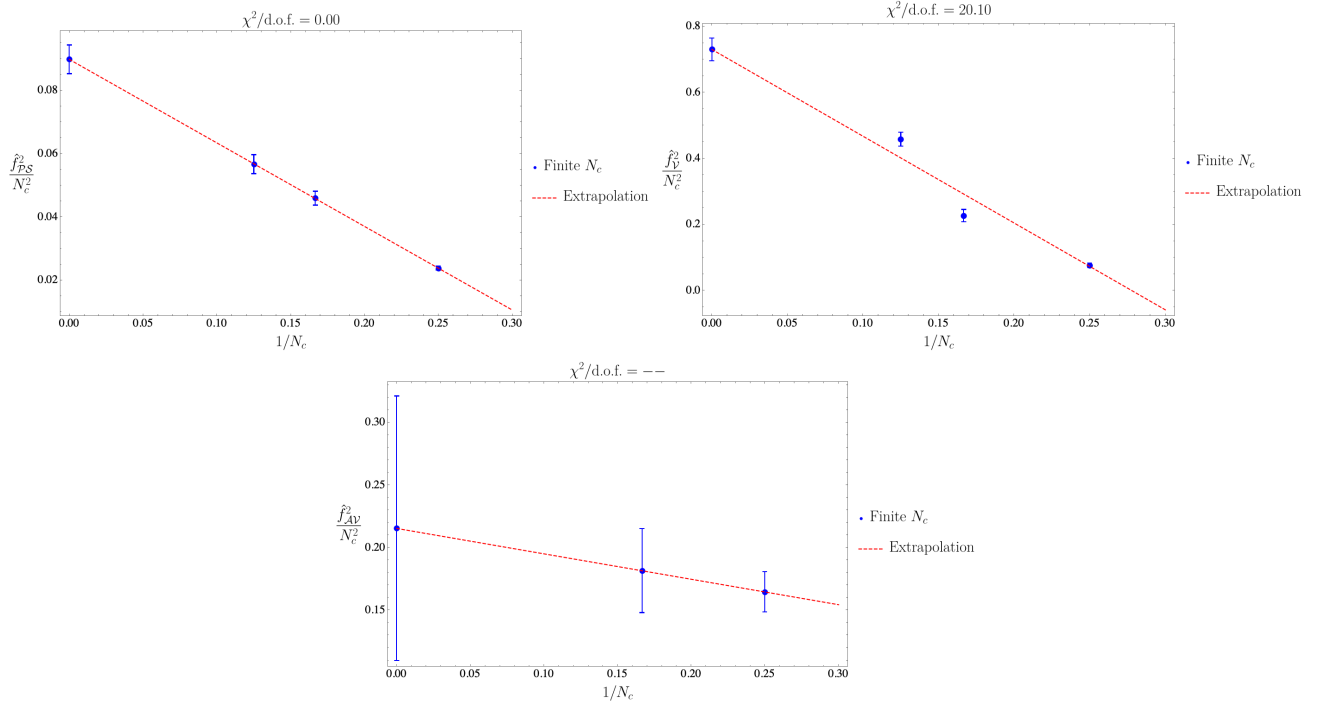 χ²/d.o.f. = 0.00
0.08
0.06
0.04
0.02
f̂²_PS / N_c²
0.00 0.05 0.10 0.15 0.20 0.25 0.30
1/N_c
Finite N_c
Extrapolation
χ²/d.o.f. = 20.10
0.8
0.6
0.4
0.2
0.0
f̂²_V / N_c²
0.00 0.05 0.10 0.15 0.20 0.25 0.30
1/N_c
Finite N_c
Extrapolation
χ²/d.o.f. = −−
0.30
0.25
0.20
0.15
f̂²_AV / N_c²
0.00 0.05 0.10 0.15 0.20 0.25 0.30
1/N_c
Finite N_c
Extrapolation